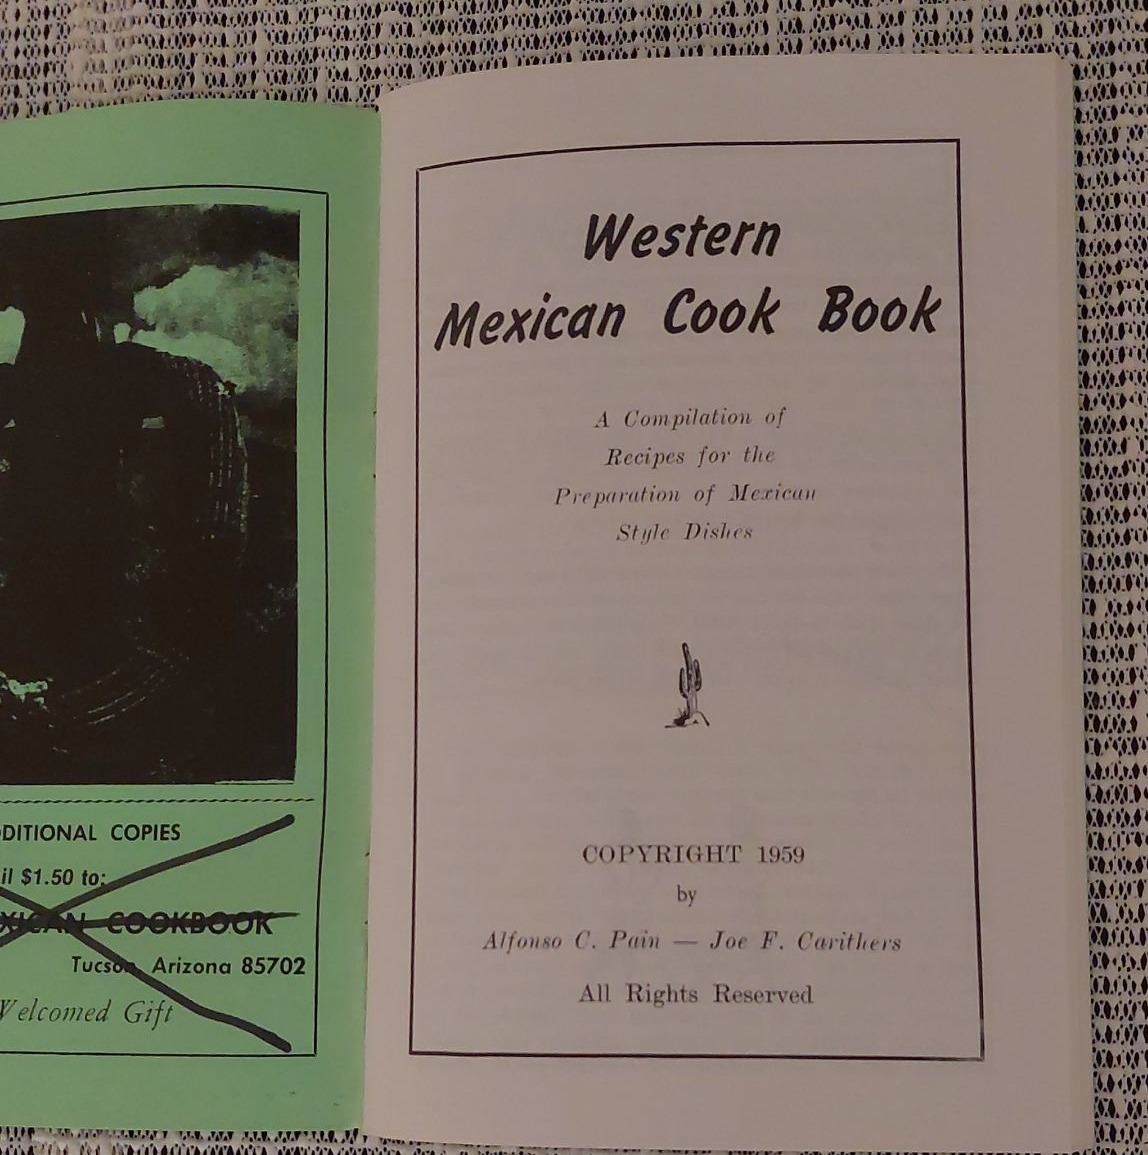 DITIONAL COPIES
il $1.50 to:
XICAN COOKBOOK
Tucson, Arizona 85702
Welcomed Gift
Western
Mexican Cook Book
A Compilation of
Recipes for the
Preparation of Mexican
Style Dishes
COPYRIGHT 1959
by
Alfonso C. Pain — Joe F. Carithers
All Rights Reserved